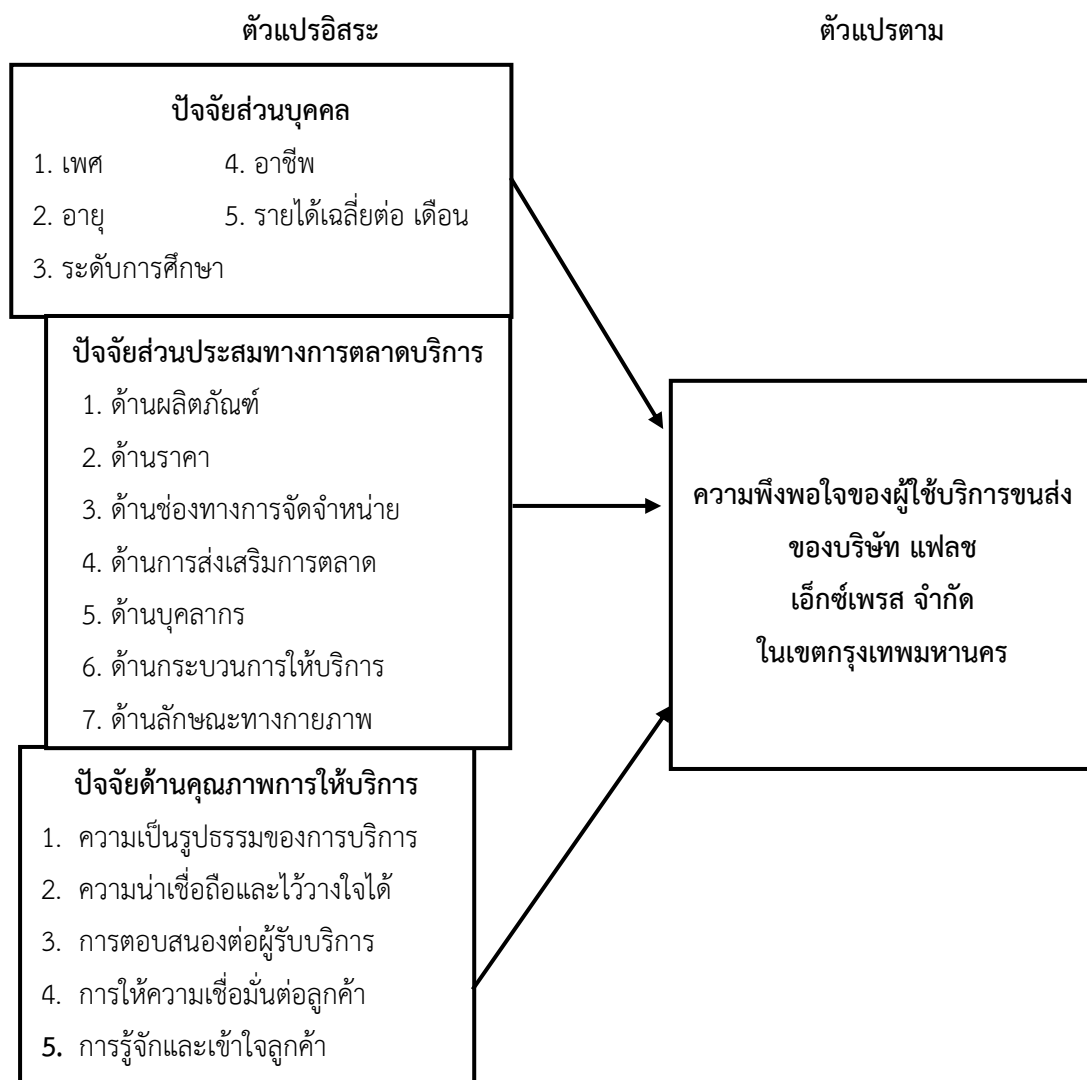 ตัวแปรอิสระ ตัวแปรตาม
ปัจจัยส่วนบุคคล
1. เพศ 4. อาชีพ
2. อายุ 5. รายได้เฉลี่ยต่อ เดือน
3. ระดับการศึกษา
ปัจจัยส่วนประสมทางการตลาดบริการ
1. ด้านผลิตภัณฑ์
2. ด้านราคา
3. ด้านช่องทางการจัดจำหน่าย
4. ด้านการส่งเสริมการตลาด
5. ด้านบุคลากร
6. ด้านกระบวนการให้บริการ
7. ด้านลักษณะทางกายภาพ
ปัจจัยด้านคุณภาพการให้บริการ
1. ความเป็นรูปธรรมของการบริการ
2. ความน่าเชื่อถือและไว้วางใจได้
3. การตอบสนองต่อผู้รับบริการ
4. การให้ความเชื่อมั่นต่อลูกค้า
5. การรู้จักและเข้าใจลูกค้า
ความพึงพอใจของผู้ใช้บริการขนส่ง
ของบริษัท แฟลช
เอ็กซ์เพรส จำกัด
ในเขตกรุงเทพมหานคร